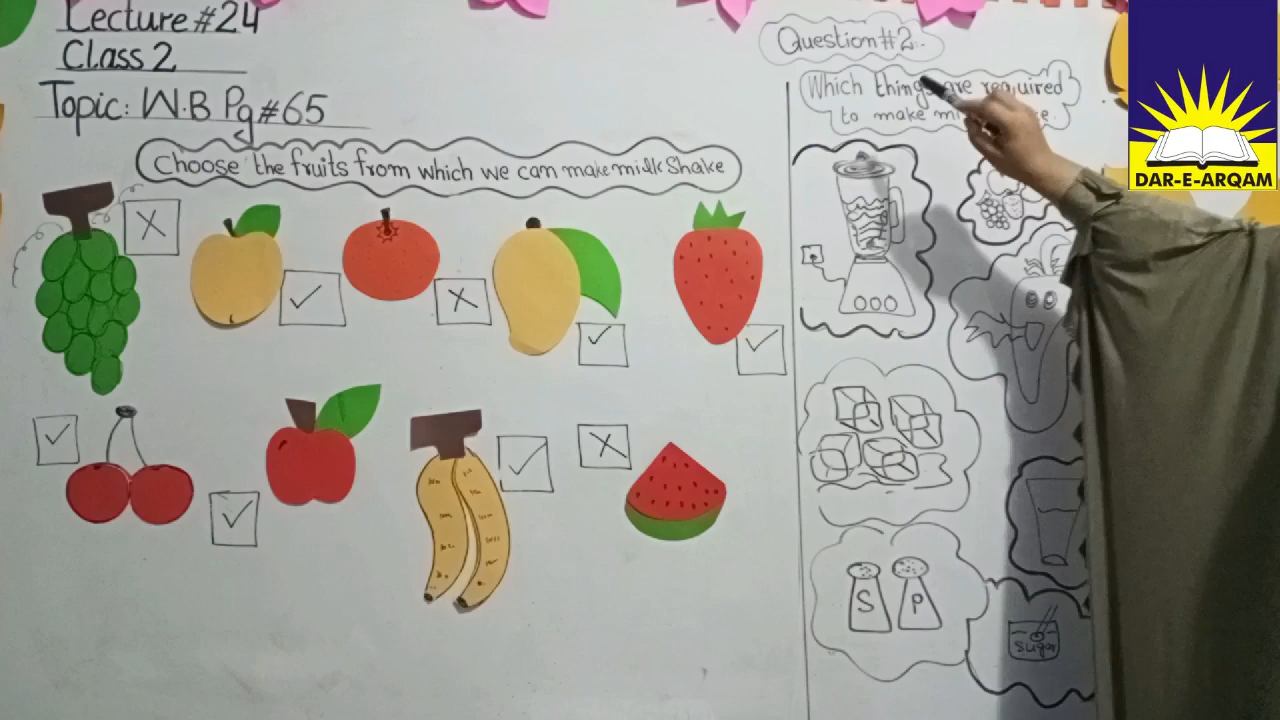 Lecture #24
Class 2
Topic: W.B Pg#65
Choose the fruits from which we can make milk Shake
Question#2.
Which things are required
to make
S P
sugar
DAR-E-ARQAM